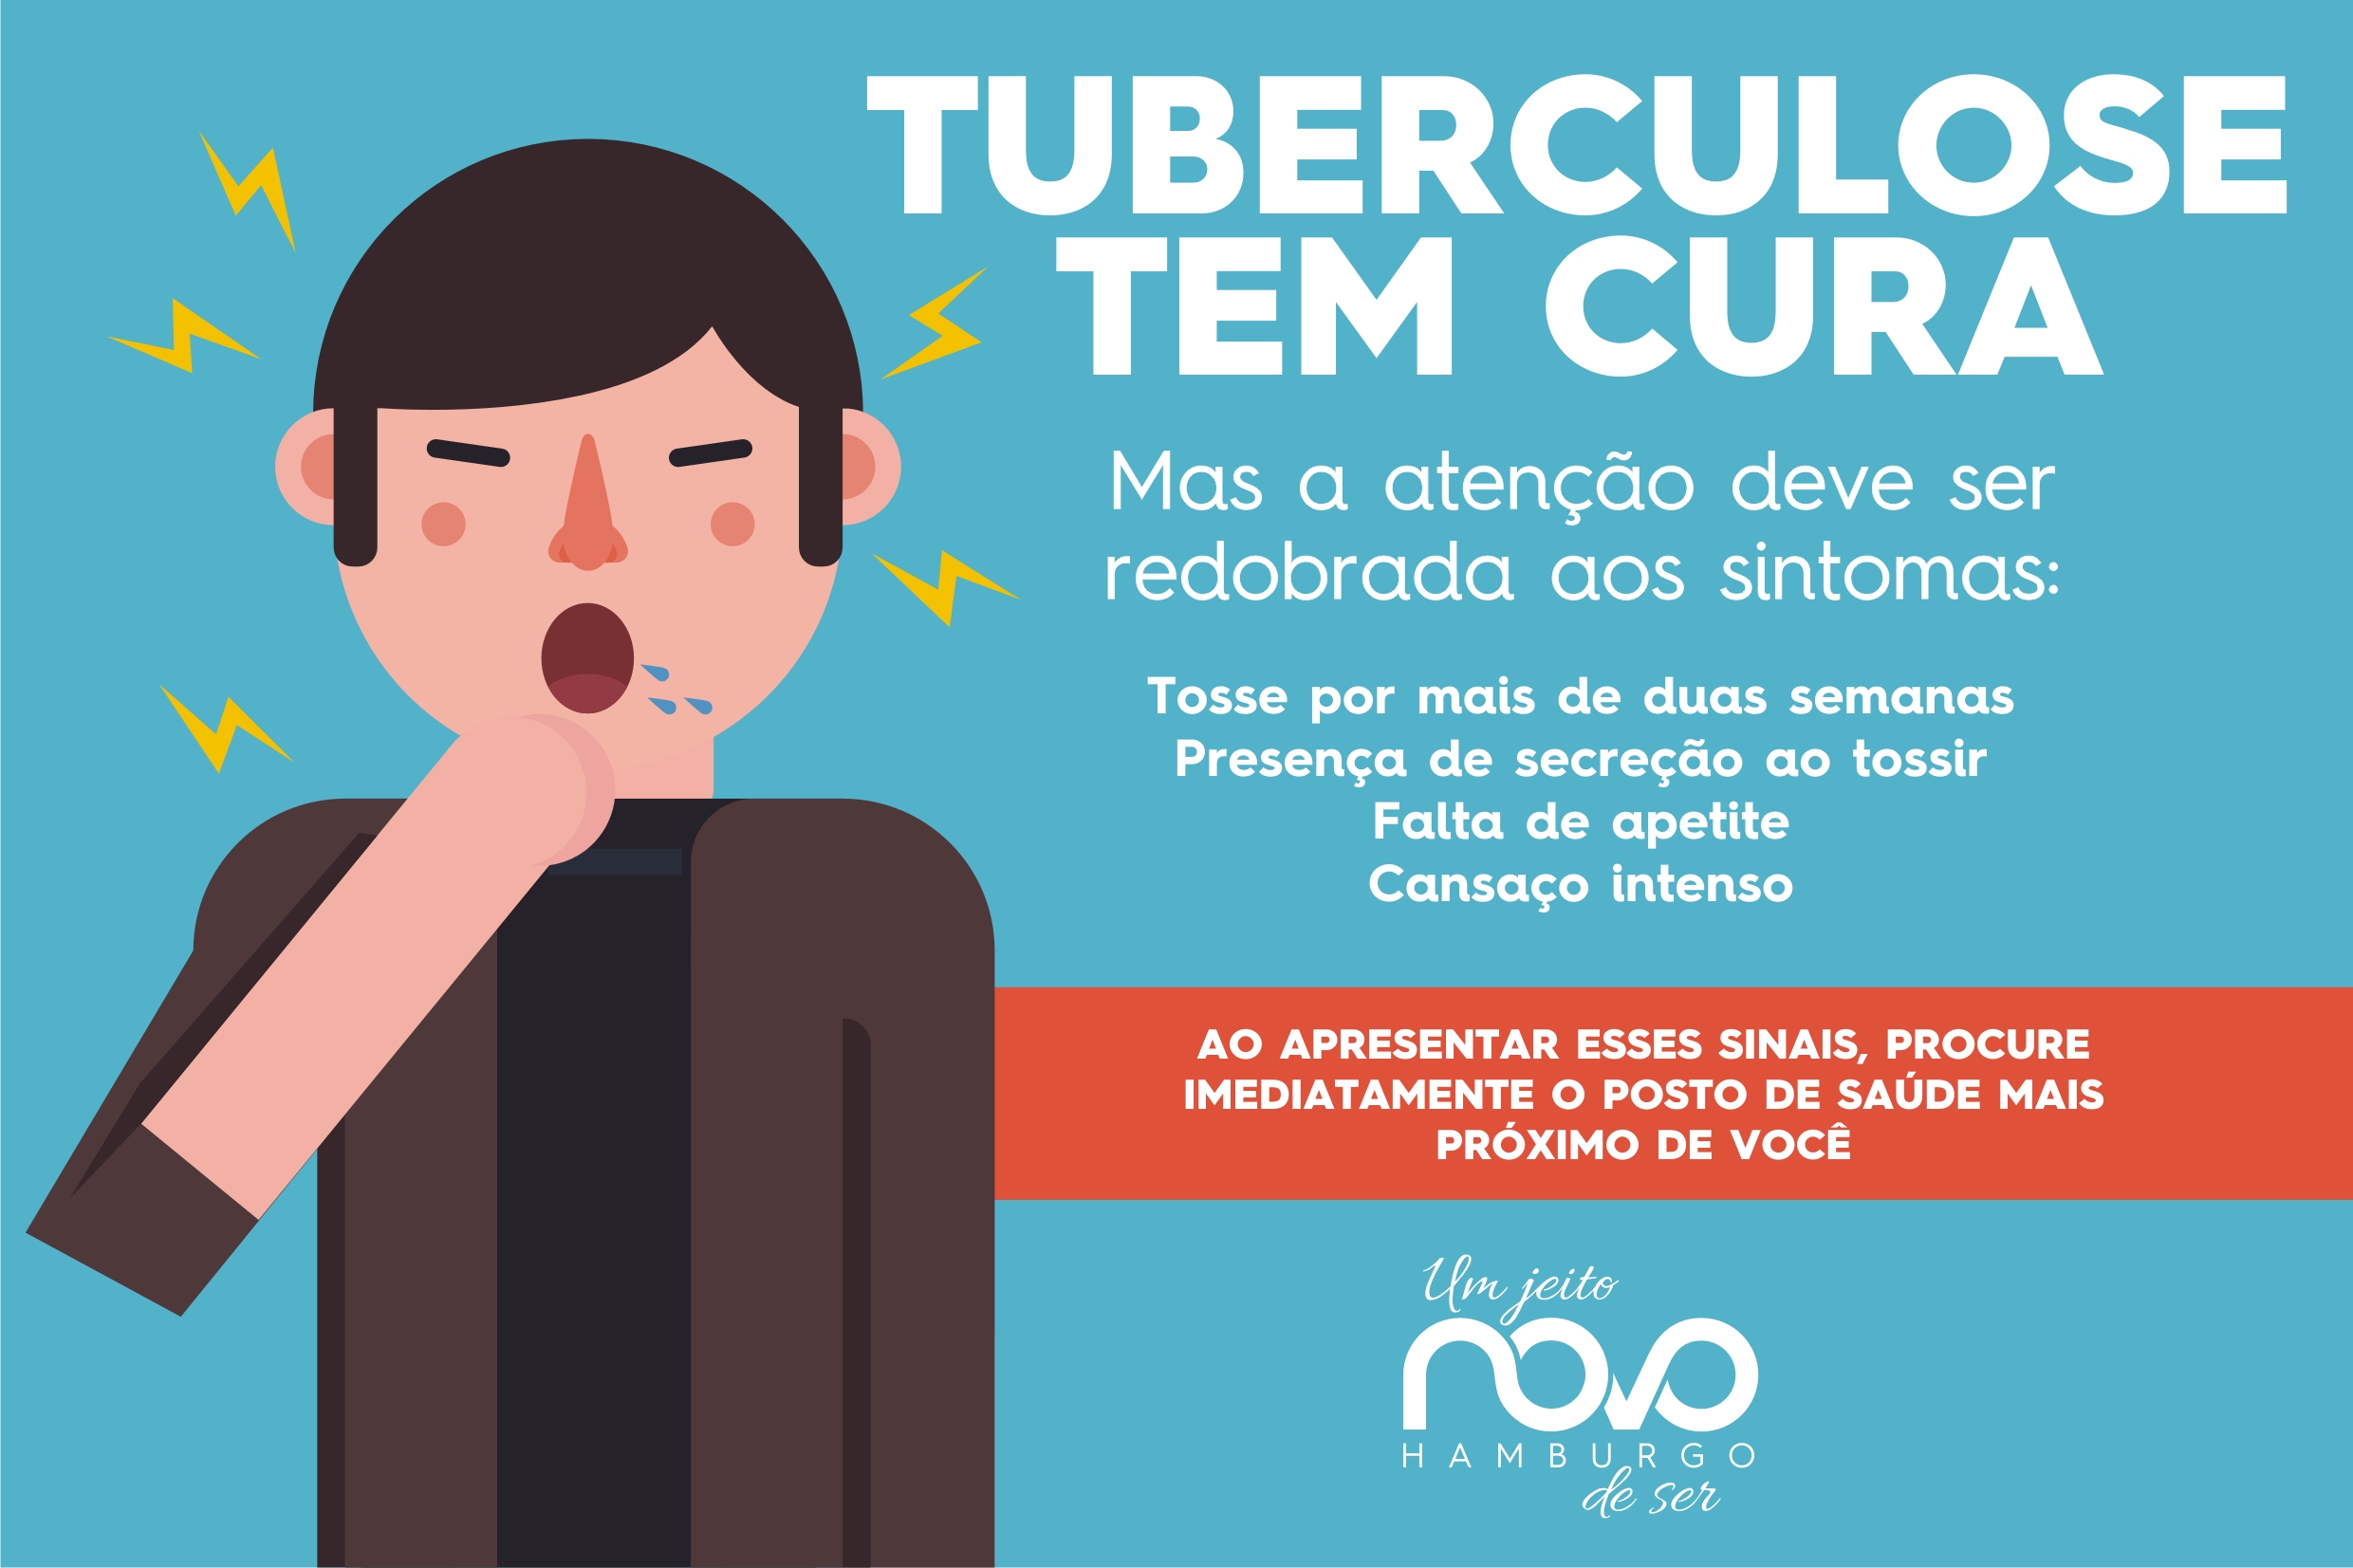 TUBERCULOSE
TEM CURA
Mas a atenção deve ser
redobrada aos sintomas:
Tosse por mais de duas semanas
Presença de secreção ao tossir
Falta de apetite
Cansaço intenso
AO APRESENTAR ESSES SINAIS, PROCURE
IMEDIATAMENTE O POSTO DE SAÚDE MAIS
PRÓXIMO DE VOCÊ
Um jeito
novo
HAMBURGO
de ser